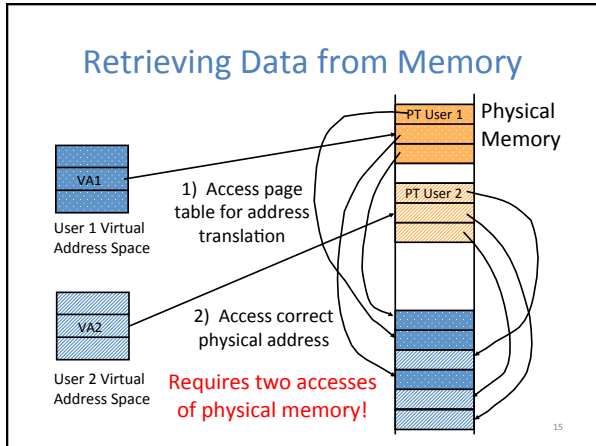 Retrieving Data from Memory
PT User 1
Physical
Memory
VA1
1) Access page
table for address
translation
User 1 Virtual
Address Space
PT User 2
VA2
2) Access correct
physical address
User 2 Virtual
Address Space
Requires two accesses
of physical memory!
15